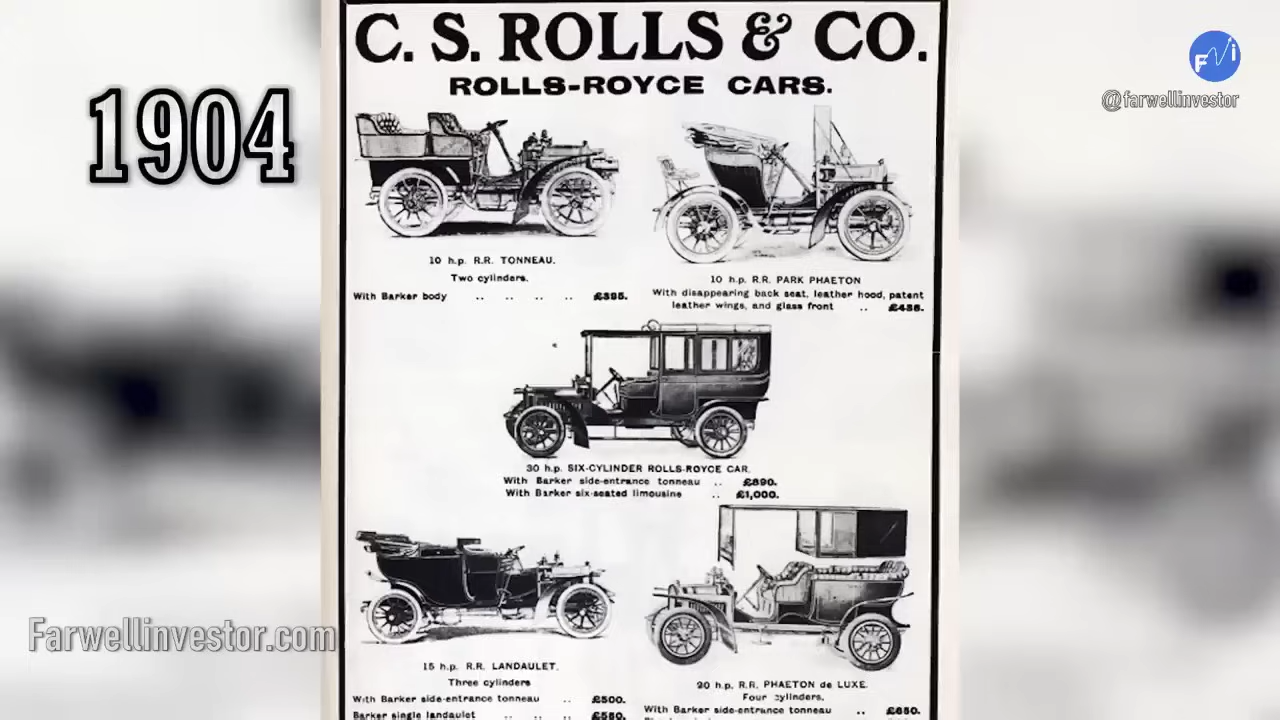 C. S. ROLLS & CO.
ROLLS-ROYCE CARS.
1904
FVi
@farwellinvestor
10 h.p. R.R. TONNEAU.
Two cylinders.
With Barker body .. .. .. .. £395.
10 h.p. R.R. PARK PHAETON
With disappearing back seat, leather hood, patent
leather wings, and glass front ..
30 h.p. SIX-CYLINDER ROLLS-ROYCE CAR.
With Barker side-entrance tonneau .. £890.
With Barker six-seated limousine .. £1,000.
Farwellinvestor.com
15 h.p. R.R. LANDAULET.
Three cylinders
With Barker side-entrance tonneau .. £500.
Barker single landaulet .. .. ..
20 h.p. R.R. PHAETON de LUXE.
Four cylinders.
With Barker side-entrance tonneau .. £650.